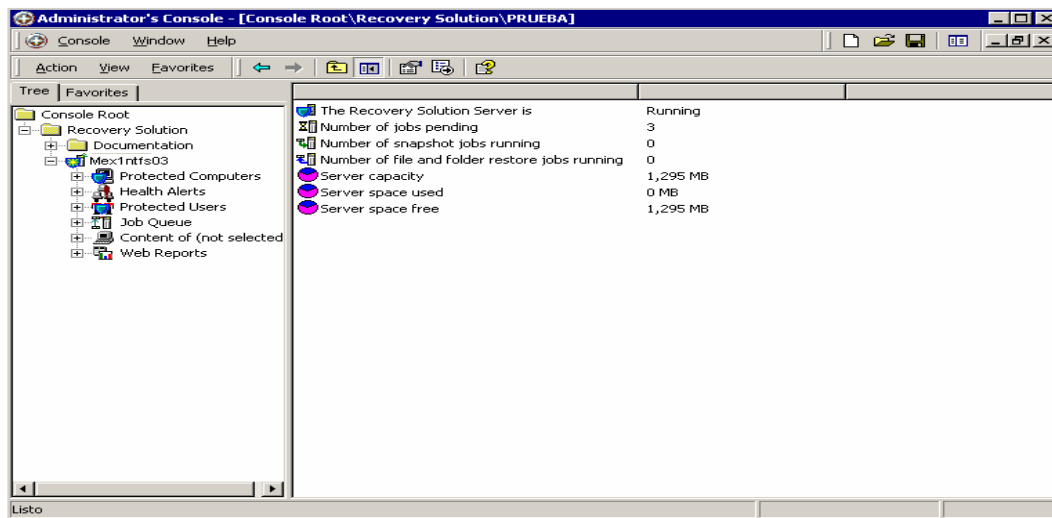 Administrator's Console - [Console Root\Recovery Solution\PRUEBA]
Console Window Help
Action View Favorites
Tree Favorites
Console Root
Recovery Solution
Documentation
Mex1ntfs03
Protected Computers
Health Alerts
Protected Users
Job Queue
Content of (not selected
Web Reports
The Recovery Solution Server is Running
Number of jobs pending 3
Number of snapshot jobs running 0
Number of file and folder restore jobs running 0
Server capacity 1,295 MB
Server space used 0 MB
Server space free 1,295 MB
Listo